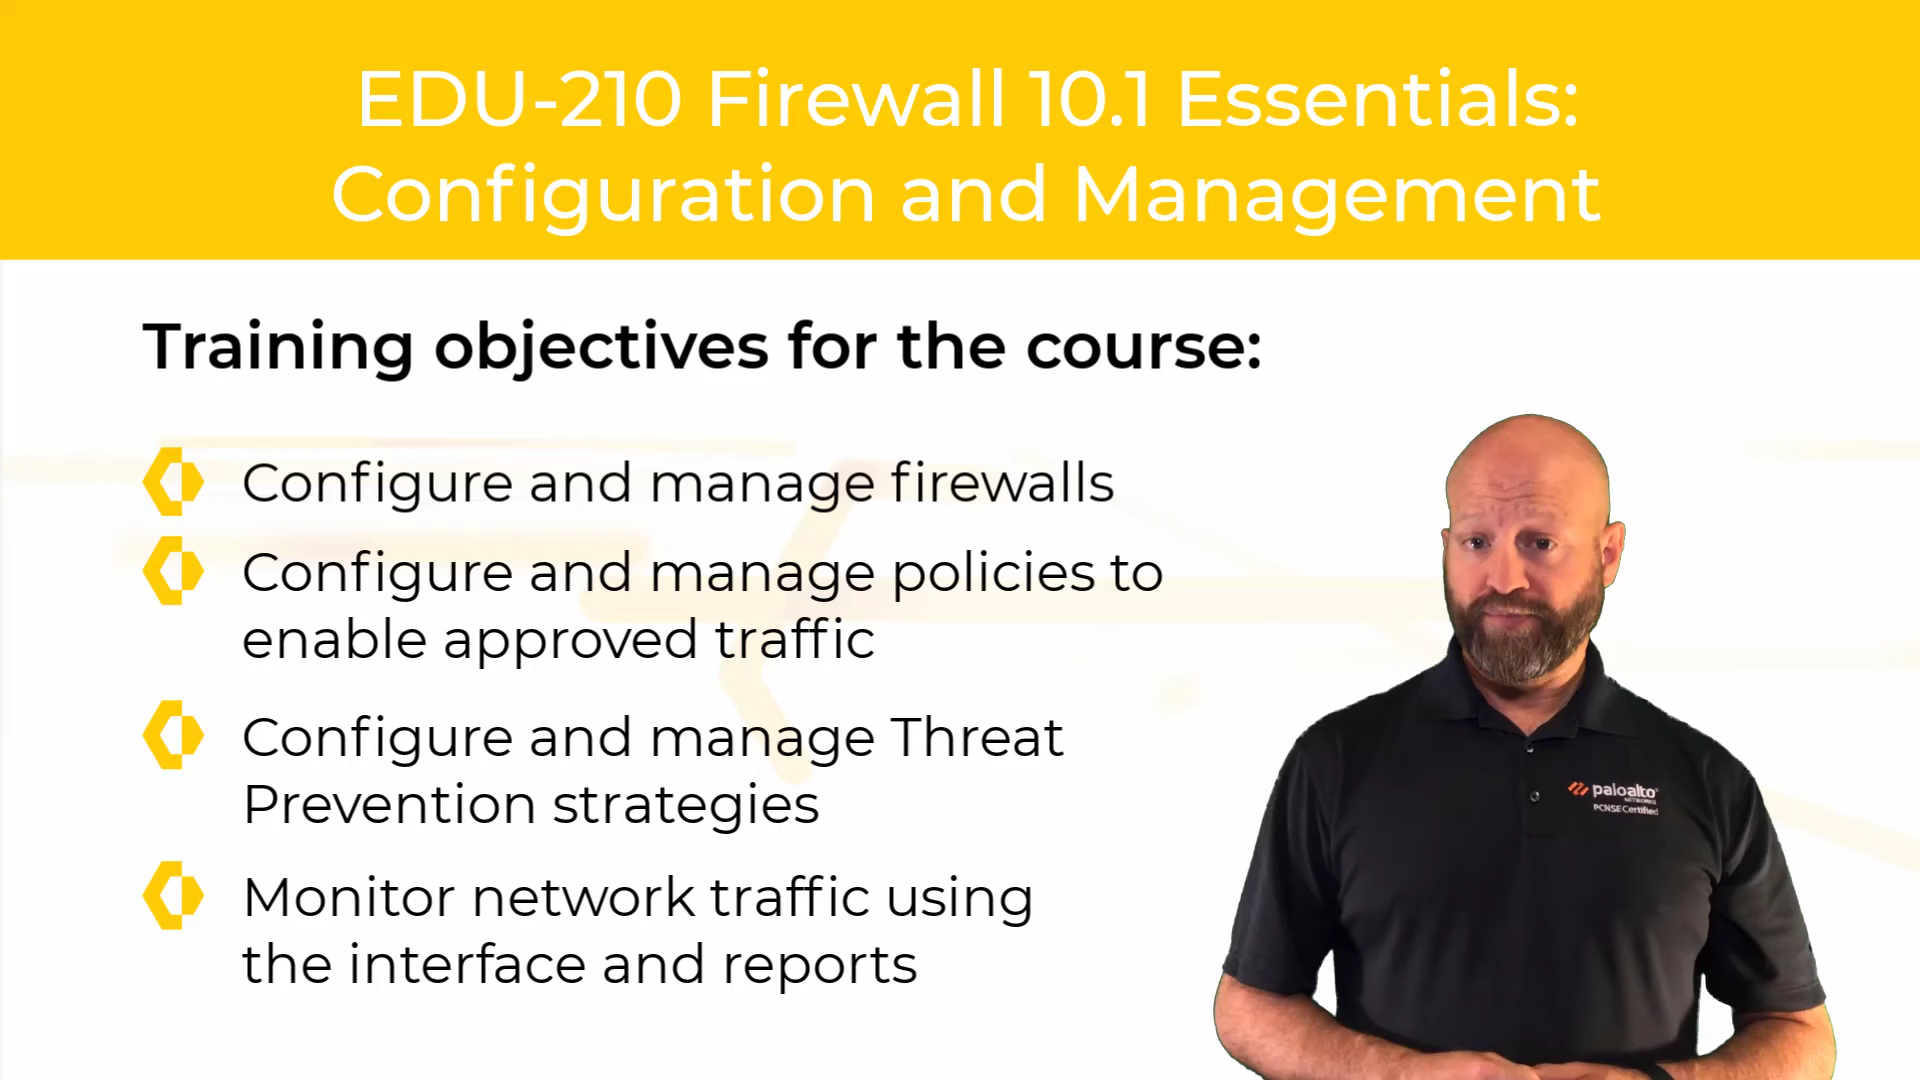 EDU-210 Firewall 10.1 Essentials:
Configuration and Management
Training objectives for the course:
Configure and manage firewalls
Configure and manage policies to
enable approved traffic
Configure and manage Threat
Prevention strategies
Monitor network traffic using
the interface and reports
paloalto
NETWORKS
PCNSE Certified